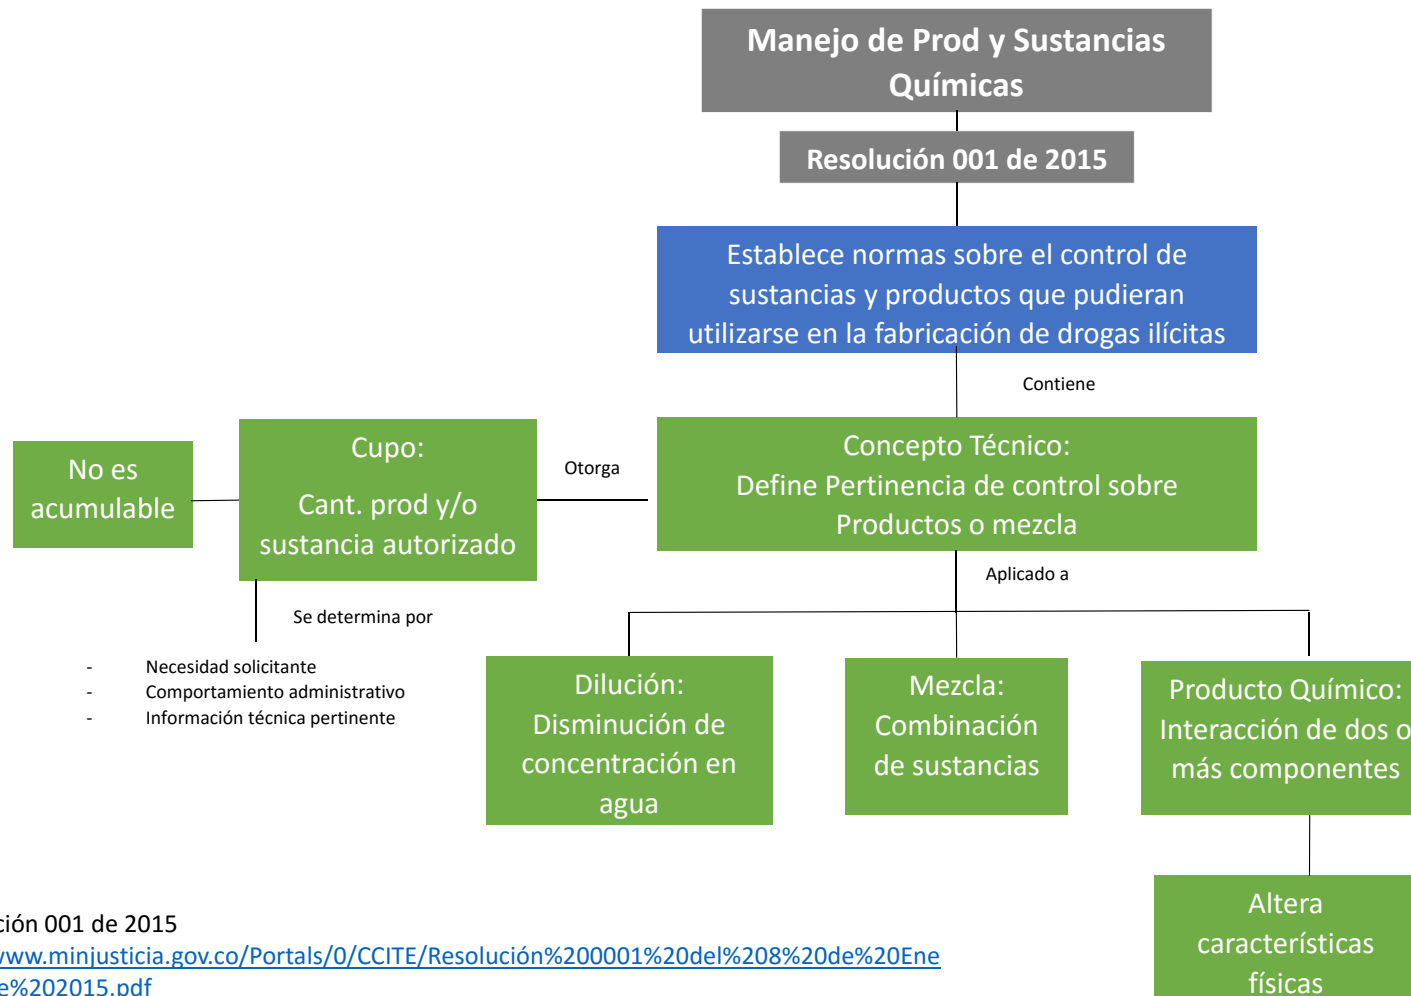 Manejo de Prod y Sustancias
Químicas
Resolución 001 de 2015
Establece normas sobre el control de
sustancias y productos que pudieran
utilizarse en la fabricación de drogas ilícitas
Contiene
Concepto Técnico:
Define Pertinencia de control sobre
Productos o mezcla
Otorga
Cupo:
Cant. prod y/o
sustancia autorizado
No es
acumulable
Se determina por
- Necesidad solicitante
- Comportamiento administrativo
- Información técnica pertinente
Aplicado a
Dilución:
Disminución de
concentración en
agua
Mezcla:
Combinación
de sustancias
Producto Químico:
Interacción de dos o
más componentes
Altera
características
físicas
ción 001 de 2015
www.minjusticia.gov.co/Portals/0/CCITE/Resolución%200001%20del%208%20de%20Ene
e%202015.pdf